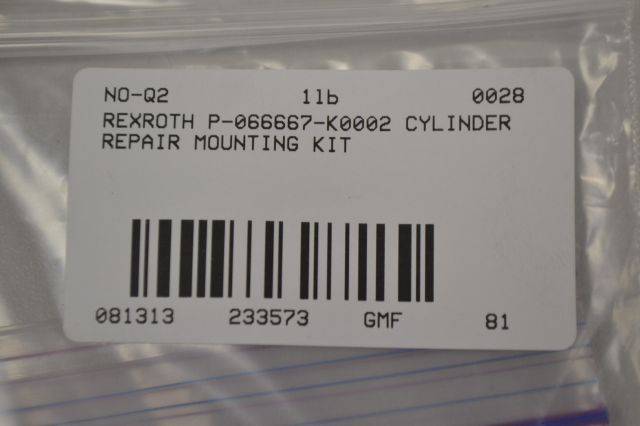 NO-Q2 1lb 0028
REXROTH P-066667-K0002 CYLINDER
REPAIR MOUNTING KIT
081313 233573 GMF 81